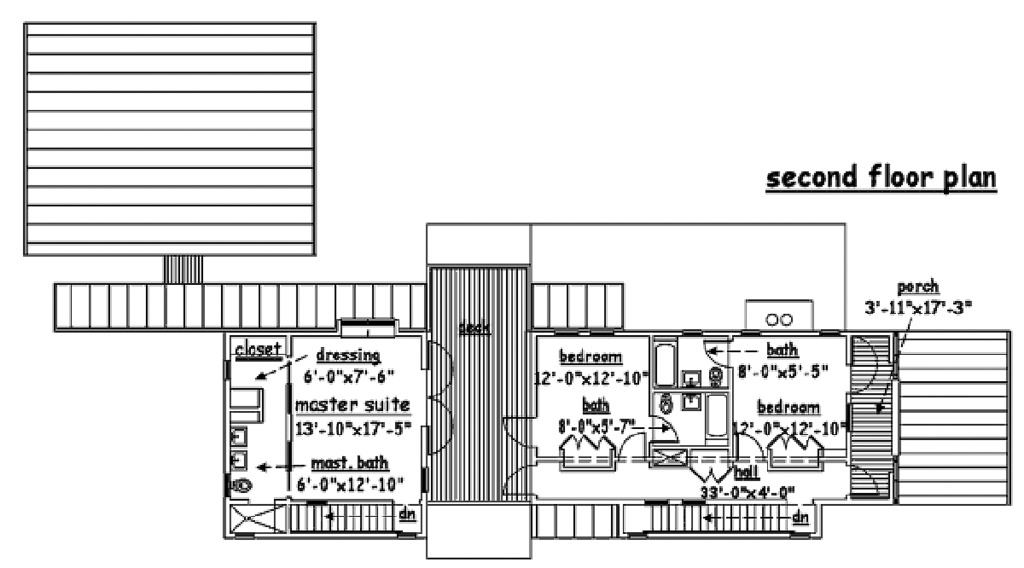 second floor plan
porch
3'-11"x17'-3"
deck
closet
dressing
6'-0"x7'-6"
master suite
13'-10"x17'-5"
mast. bath
6'-0"x12'-10"
dn
bedroom
12'-0"x12'-10"
bath
8'-0"x5'-7"
bath
8'-0"x5'-5"
bedroom
12'-0"x12'-10"
hall
33'-0"x4'-0"
dn